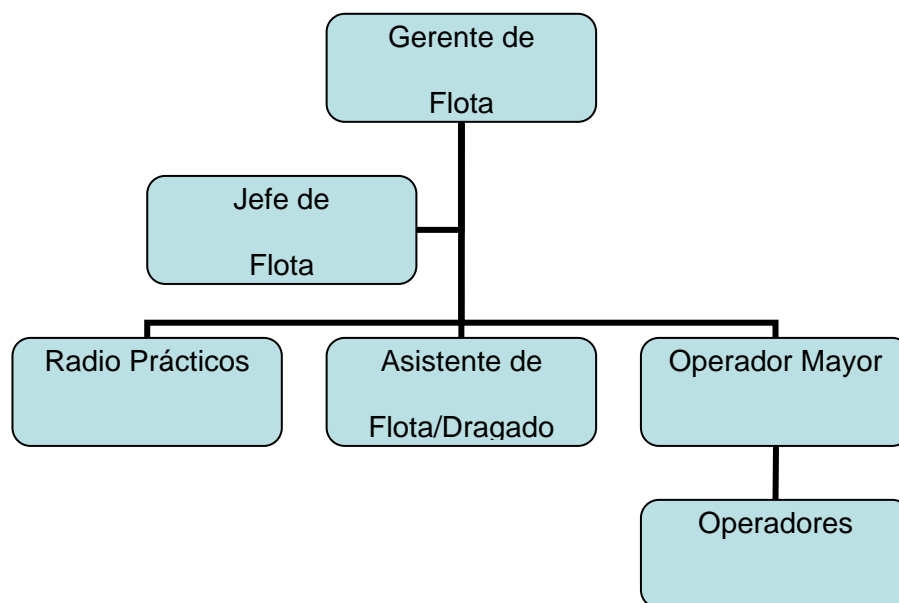 Gerente de
Flota
Jefe de
Flota
Radio Prácticos
Asistente de
Flota/Dragado
Operador Mayor
Operadores